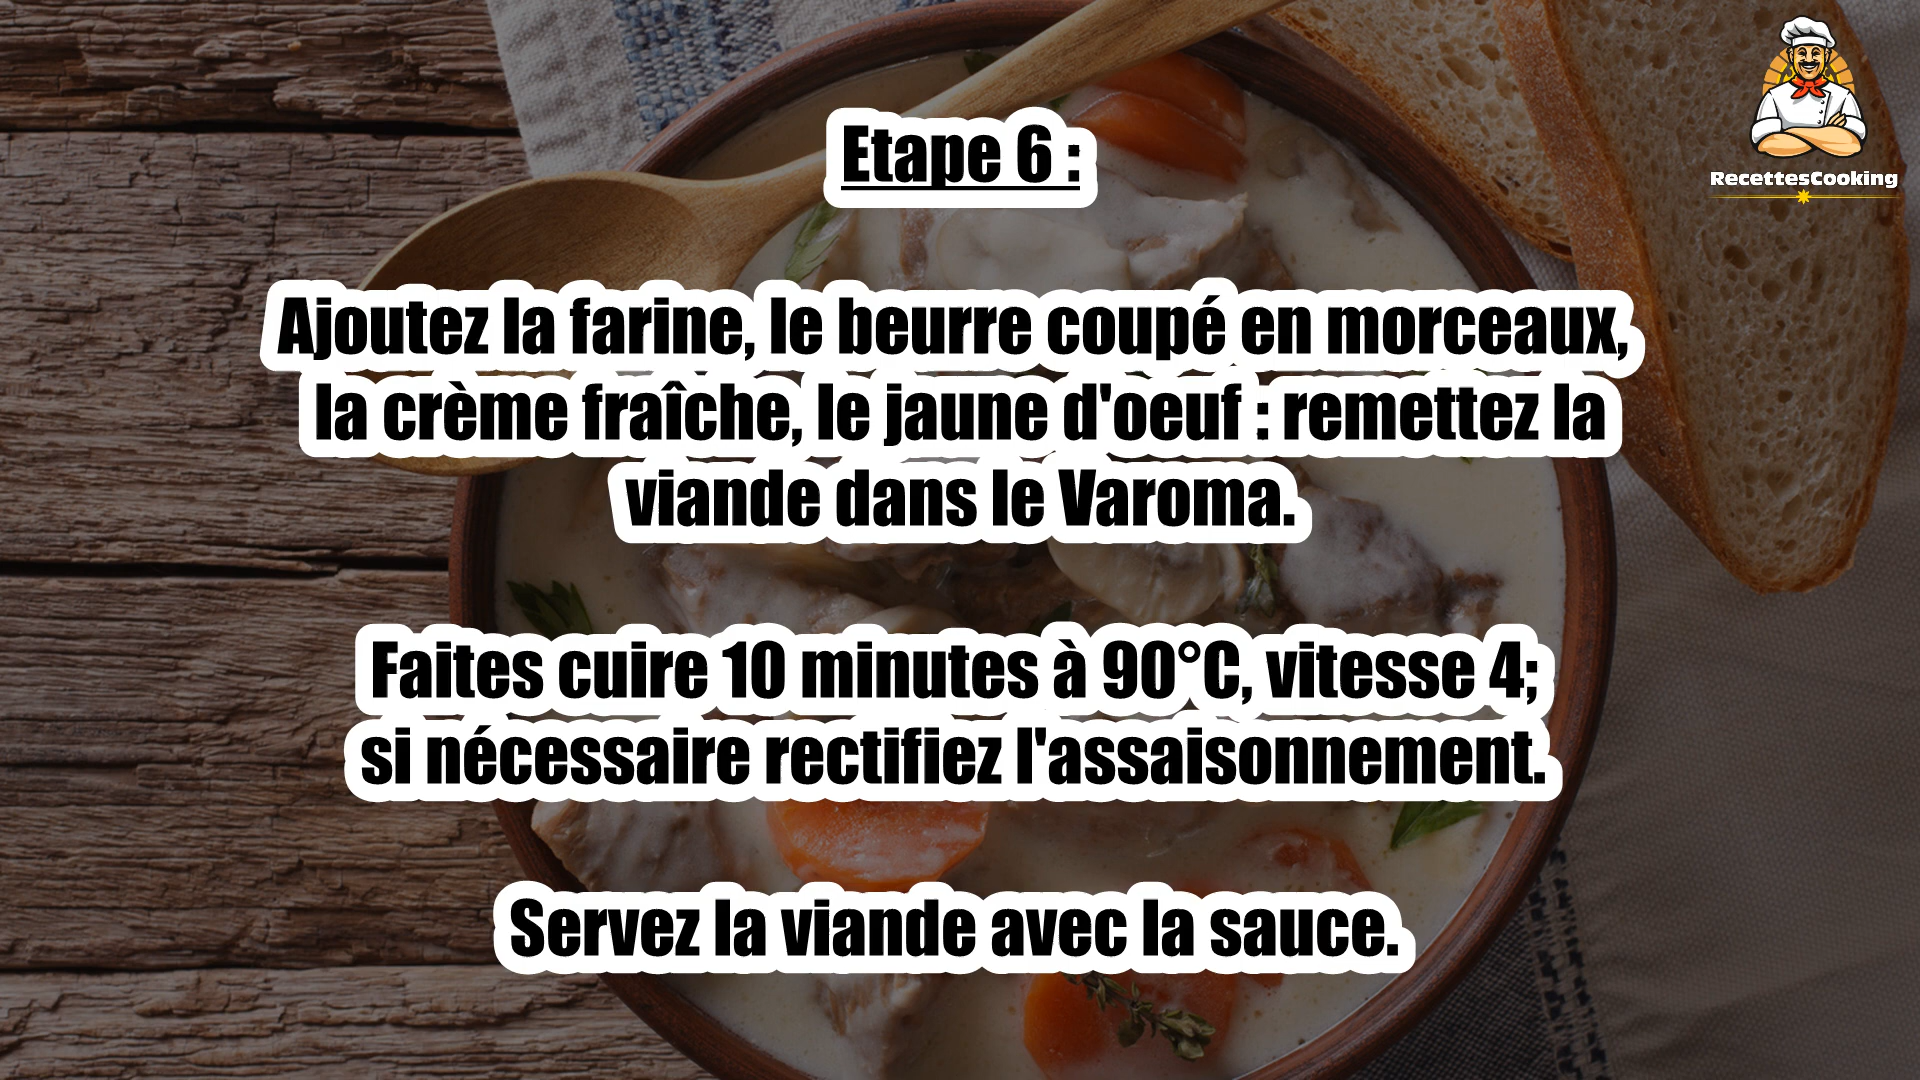 RecettesCooking
Etape 6 :
Ajoutez la farine, le beurre coupé en morceaux,
la crème fraîche, le jaune d'oeuf : remettez la
viande dans le Varoma.
Faites cuire 10 minutes à 90°C, vitesse 4;
si nécessaire rectifiez l'assaisonnement.
Servez la viande avec la sauce.